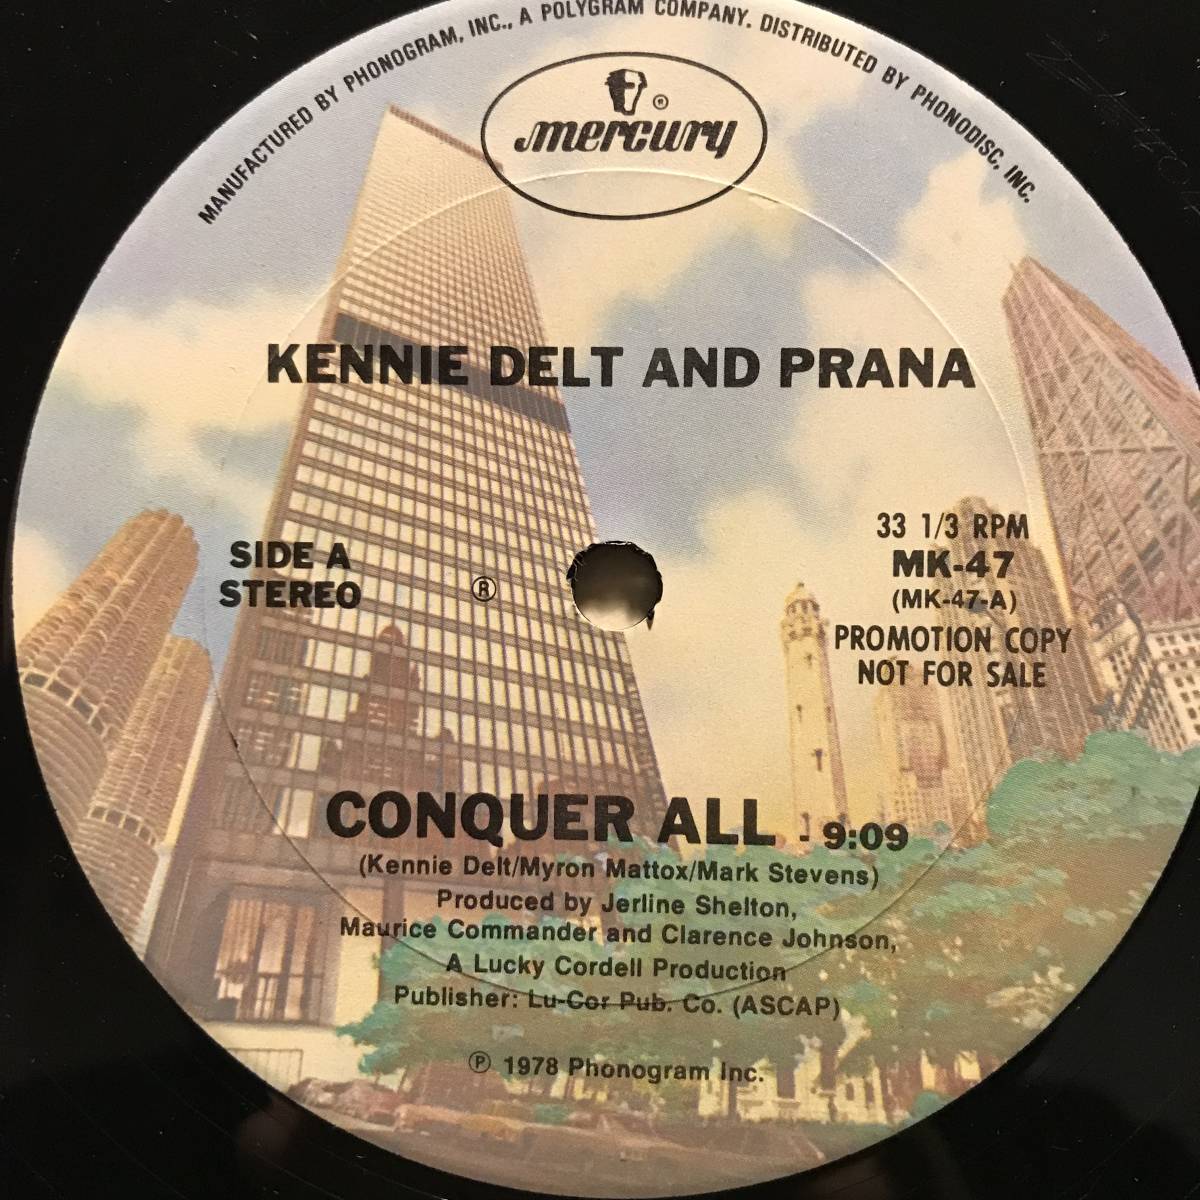 MANUFACTURED BY PHONOGRAM, INC., A POLYGRAM COMPANY. DISTRIBUTED BY PHONODISC, INC.
®
mercury
KENNIE DELT AND PRANA
SIDE A
STEREO
®
33 1/3 RPM
MK-47
(MK-47-A)
PROMOTION COPY
NOT FOR SALE
CONQUER ALL - 9:09
(Kennie Delt/Myron Mattox/Mark Stevens)
Produced by Jerline Shelton,
Maurice Commander and Clarence Johnson,
A Lucky Cordell Production
Publisher: Lu-Cor Pub. Co. (ASCAP)
℗ 1978 Phonogram Inc.